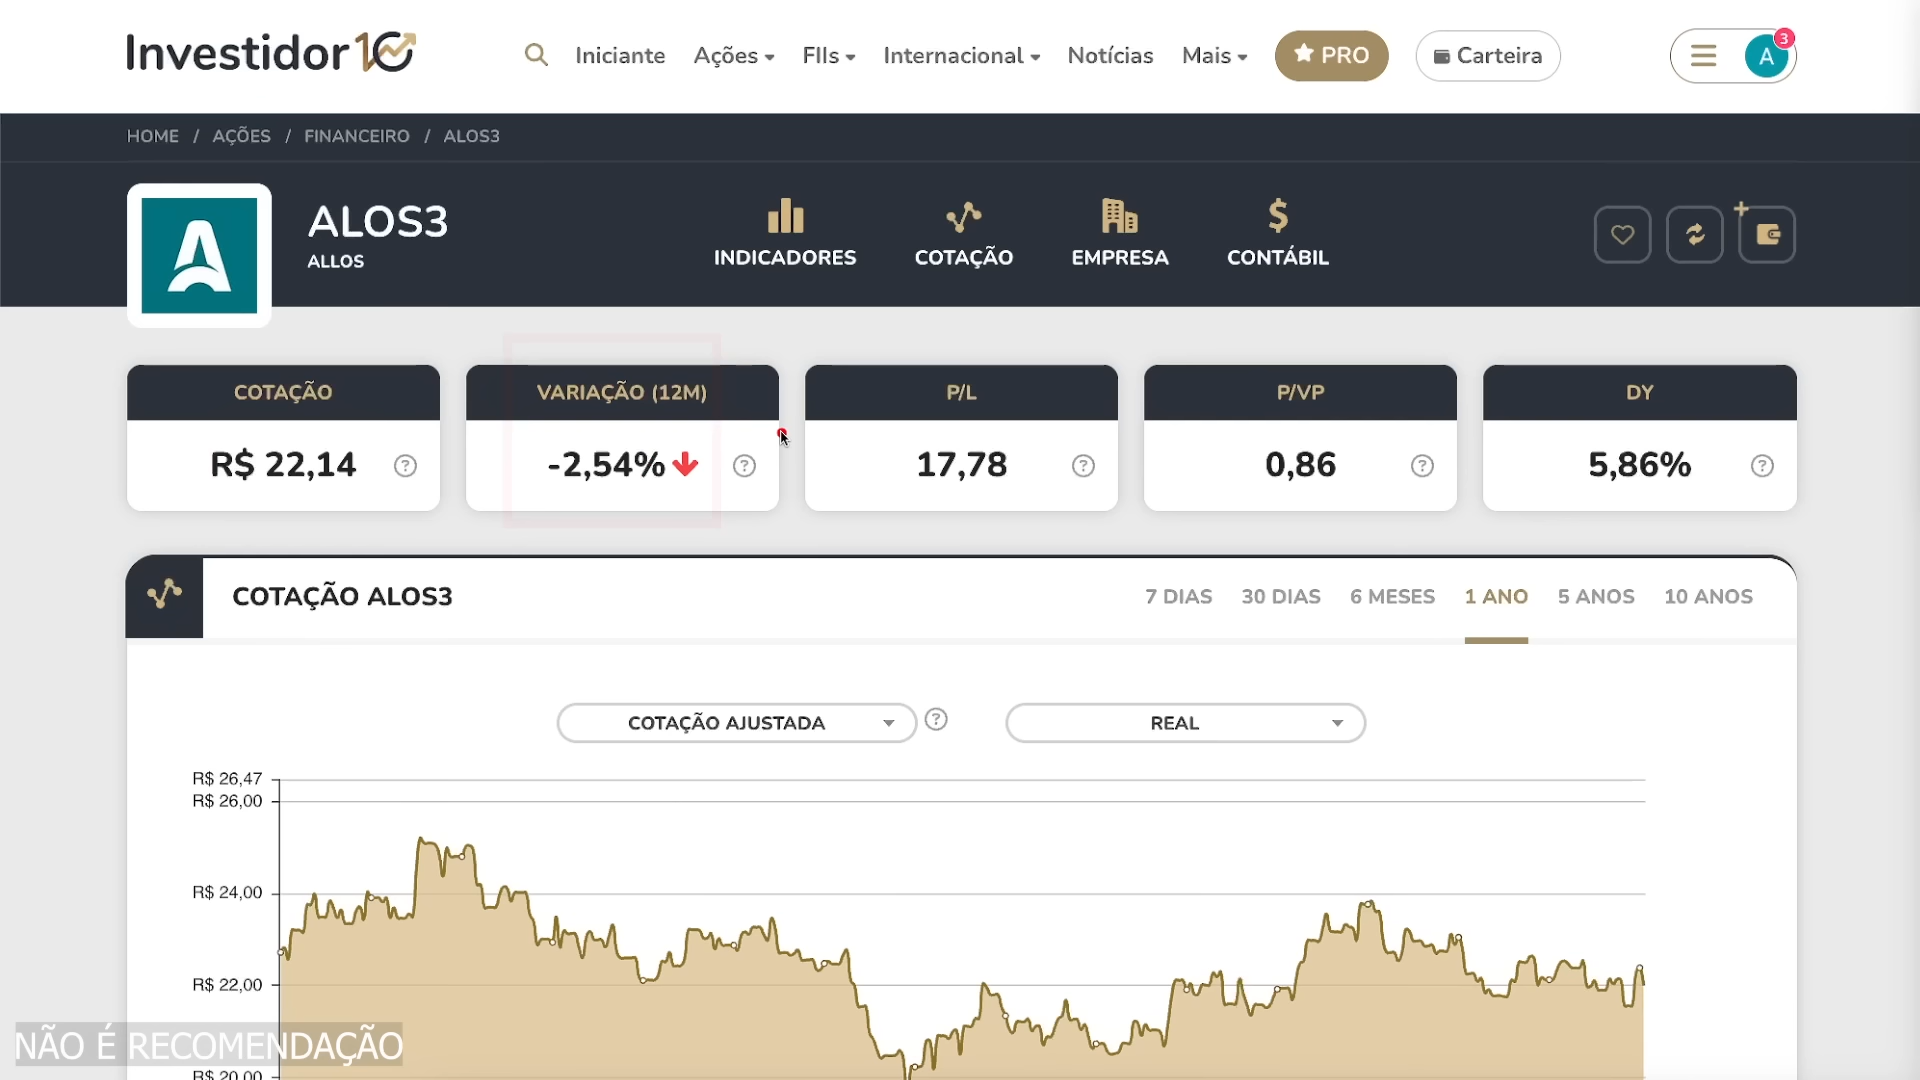 Investidor10
Iniciante Ações FIIs Internacional Notícias Mais PRO Carteira A 3
HOME / AÇÕES / FINANCEIRO / ALOS3
ALOS3
ALLOS
INDICADORES COTAÇÃO EMPRESA CONTÁBIL
COTAÇÃO VARIAÇÃO (12M) P/L P/VP DY
R$ 22,14 ? -2,54% ? 17,78 ? 0,86 ? 5,86% ?
COTAÇÃO ALOS3 7 DIAS 30 DIAS 6 MESES 1 ANO 5 ANOS 10 ANOS
COTAÇÃO AJUSTADA ? REAL
R$ 26,47
R$ 26,00
R$ 24,00
R$ 22,00
NÃO É RECOMENDAÇÃO
R$ 20,00